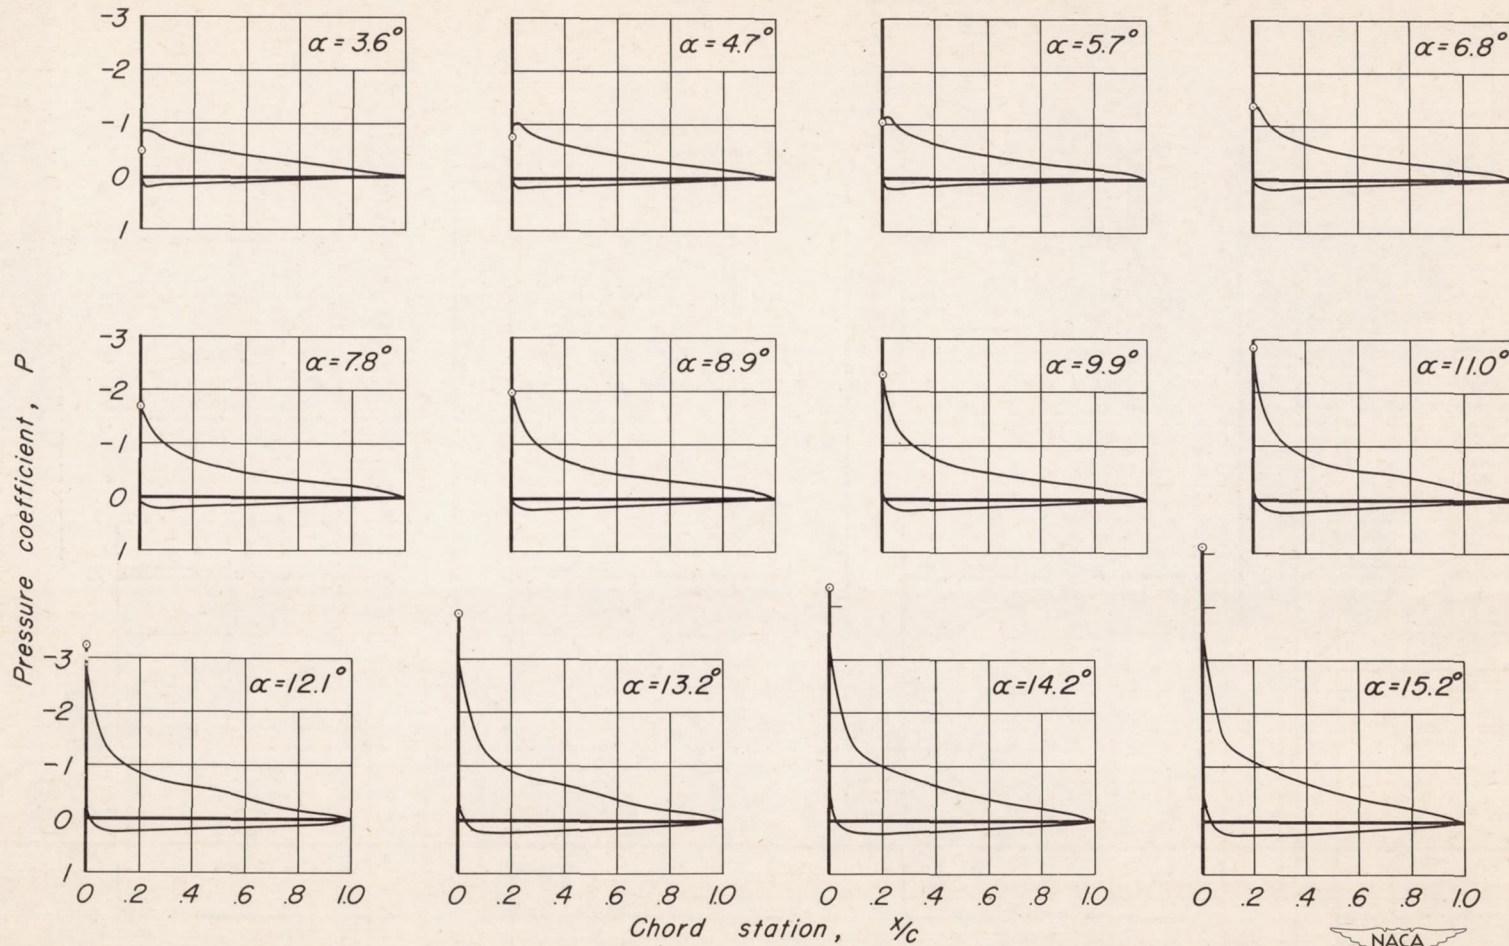 -3
α = 3.6° α = 4.7° α = 5.7° α = 6.8°
-2
-1
0
1
-3
α = 7.8° α = 8.9° α = 9.9° α = 11.0°
-2
-1
0
1
Pressure coefficient, P
-3
α = 12.1° α = 13.2° α = 14.2° α = 15.2°
-2
-1
0
1
0 .2 .4 .6 .8 1.0 0 .2 .4 .6 .8 1.0 0 .2 .4 .6 .8 1.0 0 .2 .4 .6 .8 1.0
Chord station, x/c
NACA